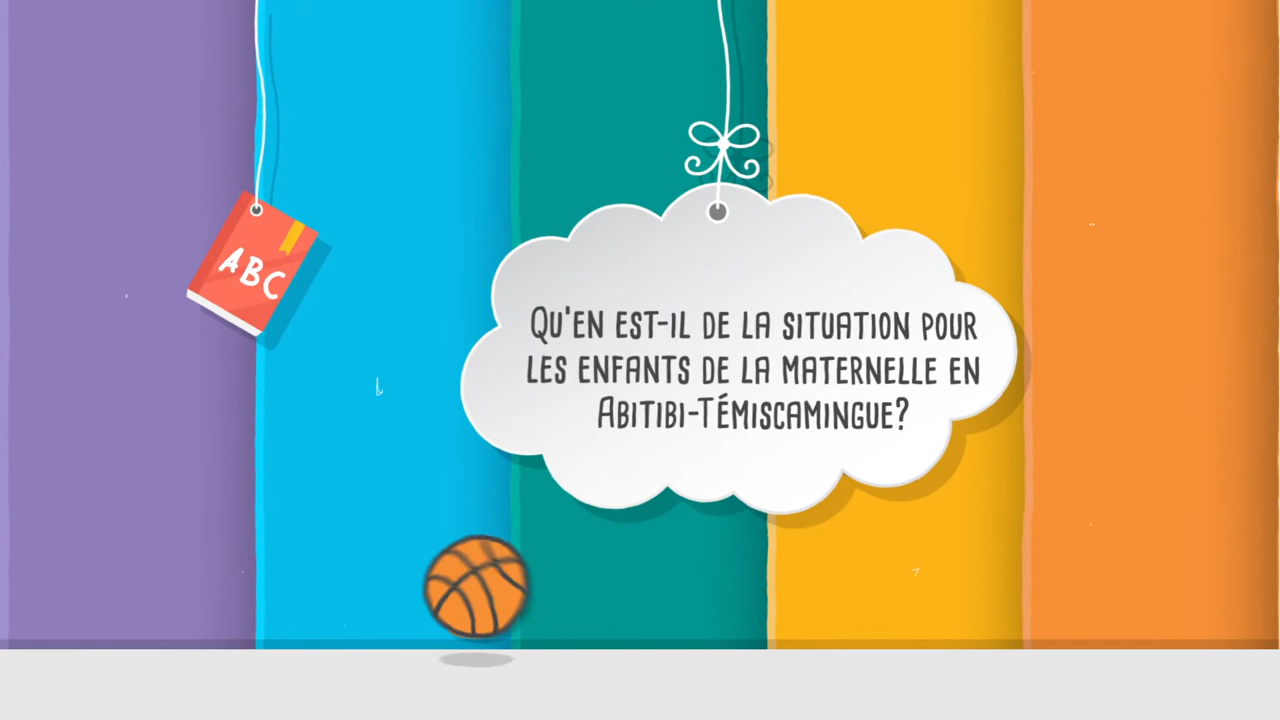 ABC
Qu'en est-il de la situation pour
les enfants de la maternelle en
Abitibi-Témiscamingue?